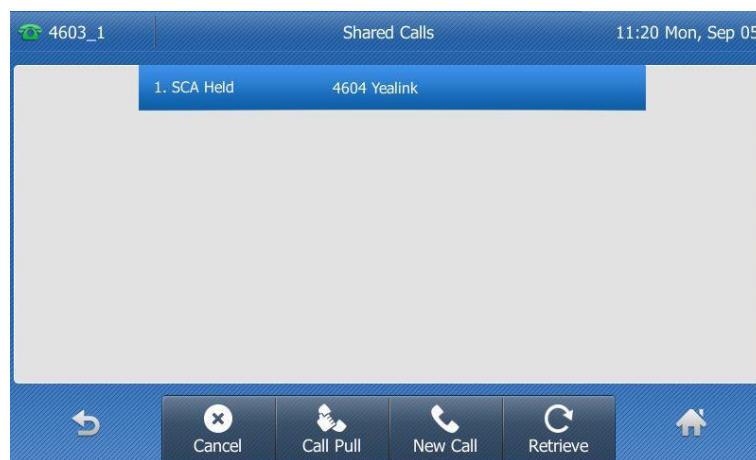 4603_1 Shared Calls 11:20 Mon, Sep 05
1. SCA Held 4604 Yealink
Cancel Call Pull New Call Retrieve